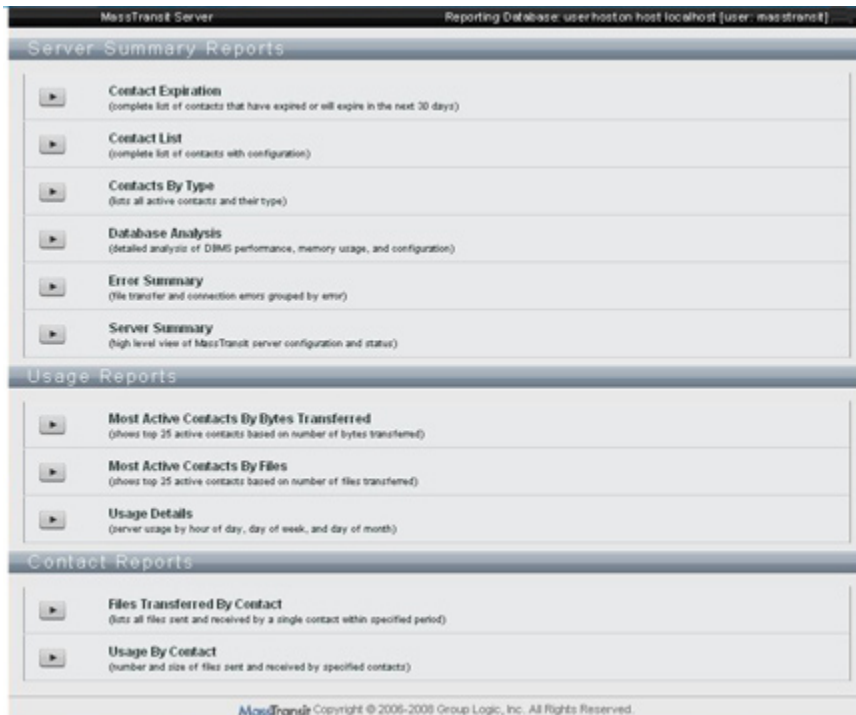 MassTransit Server Reporting Database: userhost on host localhost [user: masstransit]
Server Summary Reports
Contact Expiration
(complete list of contacts that have expired or will expire in the next 30 days)
Contact List
(complete list of contacts with configuration)
Contacts By Type
(lists all active contacts and their type)
Database Analysis
(detailed analysis of DBMS performance, memory usage, and configuration)
Error Summary
(file transfer and connection errors grouped by error)
Server Summary
(high level view of MassTransit server configuration and status)
Usage Reports
Most Active Contacts By Bytes Transferred
(shows top 25 active contacts based on number of bytes transferred)
Most Active Contacts By Files
(shows top 25 active contacts based on number of files transferred)
Usage Details
(server usage by hour of day, day of week, and day of month)
Contact Reports
Files Transferred By Contact
(lists all files sent and received by a single contact within specified period)
Usage By Contact
(number and size of files sent and received by specified contacts)
MassTransit Copyright © 2006-2008 Group Logic, Inc. All Rights Reserved.